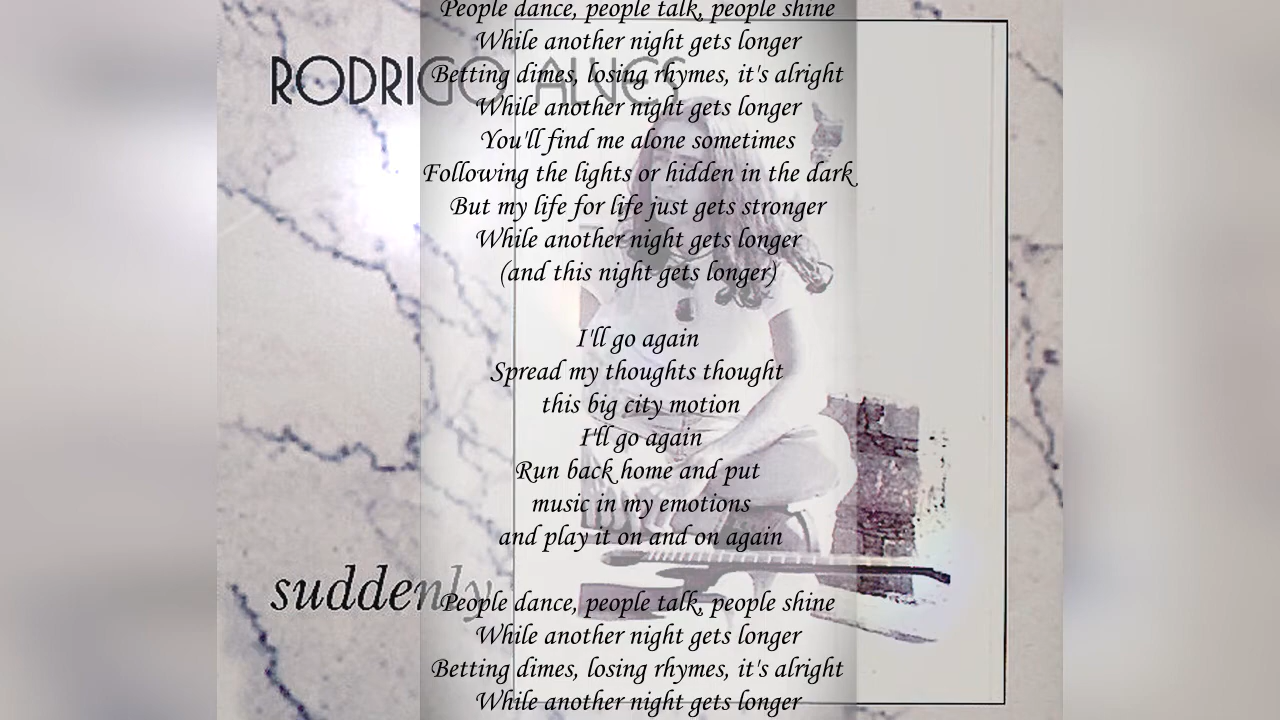 People dance, people talk, people shine
While another night gets longer
RODRIGO ALVES
Betting dimes, losing rhymes, it's alright
While another night gets longer
You'll find me alone sometimes
Following the lights or hidden in the dark
But my life for life just gets stronger
While another night gets longer
(and this night gets longer)
I'll go again
Spread my thoughts thought
this big city motion
I'll go again
Run back home and put
music in my emotions
and play it on and on again
suddenly
People dance, people talk, people shine
While another night gets longer
Betting dimes, losing rhymes, it's alright
While another night gets longer